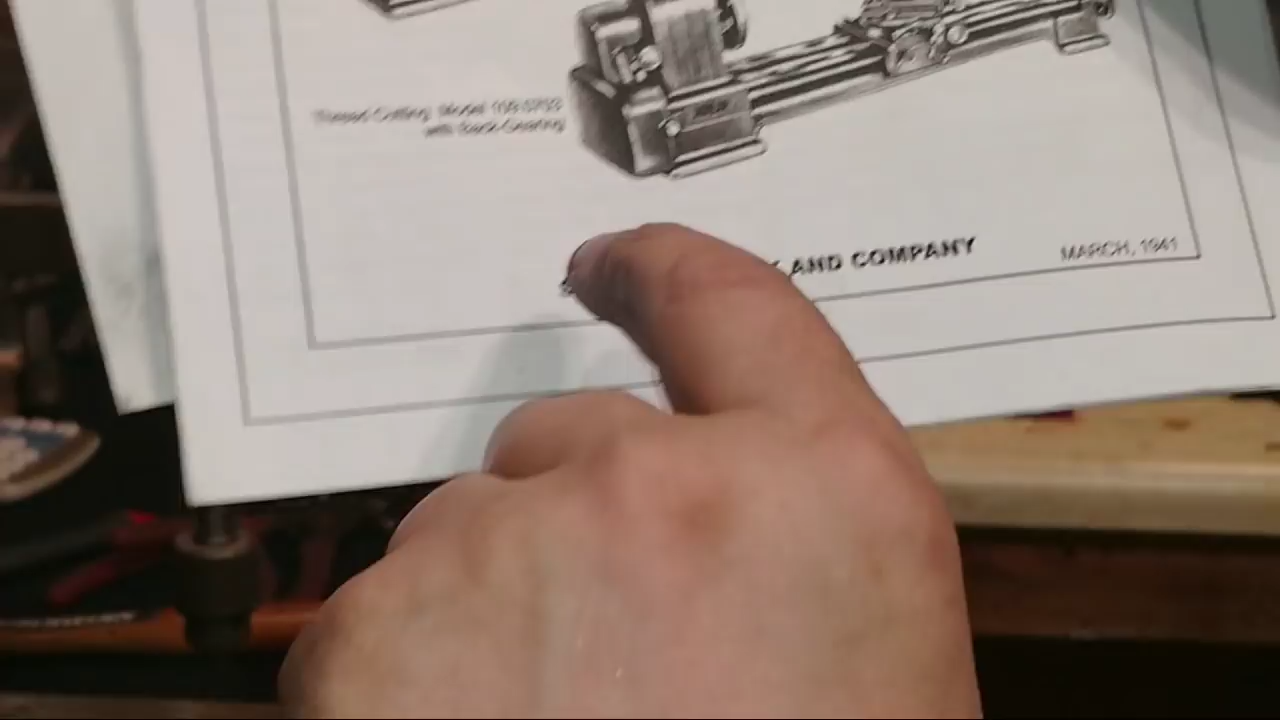 Thread Cutting Model
with Back-Gearing
AND COMPANY
MARCH, 1941